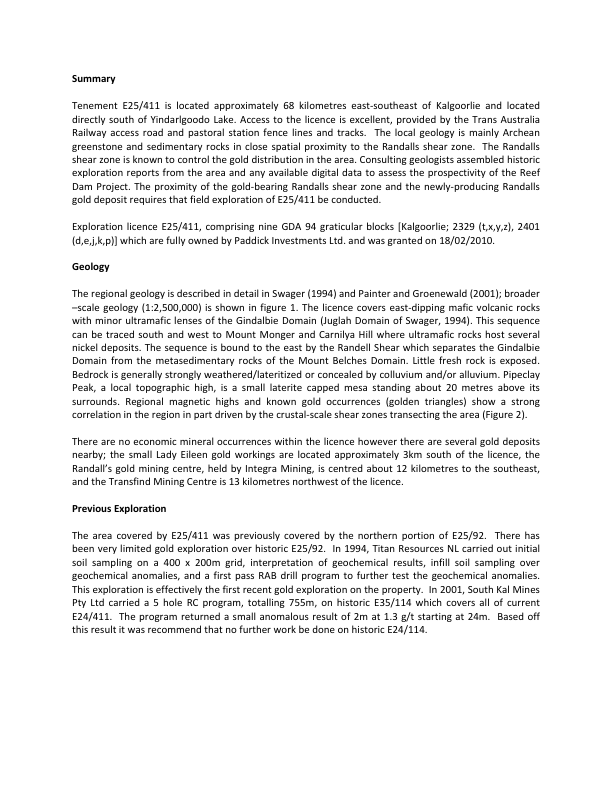 Summary
Tenement E25/411 is located approximately 68 kilometres east-southeast of Kalgoorlie and located
directly south of Yindarlgoodo Lake. Access to the licence is excellent, provided by the Trans Australia
Railway access road and pastoral station fence lines and tracks. The local geology is mainly Archean
greenstone and sedimentary rocks in close spatial proximity to the Randalls shear zone. The Randalls
shear zone is known to control the gold distribution in the area. Consulting geologists assembled historic
exploration reports from the area and any available digital data to assess the prospectivity of the Reef
Dam Project. The proximity of the gold-bearing Randalls shear zone and the newly-producing Randalls
gold deposit requires that field exploration of E25/411 be conducted.
Exploration licence E25/411, comprising nine GDA 94 graticular blocks [Kalgoorlie; 2329 (t,x,y,z), 2401
(d,e,j,k,p)] which are fully owned by Paddick Investments Ltd. and was granted on 18/02/2010.
Geology
The regional geology is described in detail in Swager (1994) and Painter and Groenewald (2001); broader
–scale geology (1:2,500,000) is shown in figure 1. The licence covers east-dipping mafic volcanic rocks
with minor ultramafic lenses of the Gindalbie Domain (Juglah Domain of Swager, 1994). This sequence
can be traced south and west to Mount Monger and Carnilya Hill where ultramafic rocks host several
nickel deposits. The sequence is bound to the east by the Randell Shear which separates the Gindalbie
Domain from the metasedimentary rocks of the Mount Belches Domain. Little fresh rock is exposed.
Bedrock is generally strongly weathered/lateritized or concealed by colluvium and/or alluvium. Pipeclay
Peak, a local topographic high, is a small laterite capped mesa standing about 20 metres above its
surrounds. Regional magnetic highs and known gold occurrences (golden triangles) show a strong
correlation in the region in part driven by the crustal-scale shear zones transecting the area (Figure 2).
There are no economic mineral occurrences within the licence however there are several gold deposits
nearby; the small Lady Eileen gold workings are located approximately 3km south of the licence, the
Randall's gold mining centre, held by Integra Mining, is centred about 12 kilometres to the southeast,
and the Transfind Mining Centre is 13 kilometres northwest of the licence.
Previous Exploration
The area covered by E25/411 was previously covered by the northern portion of E25/92. There has
been very limited gold exploration over historic E25/92. In 1994, Titan Resources NL carried out initial
soil sampling on a 400 x 200m grid, interpretation of geochemical results, infill soil sampling over
geochemical anomalies, and a first pass RAB drill program to further test the geochemical anomalies.
This exploration is effectively the first recent gold exploration on the property. In 2001, South Kal Mines
Pty Ltd carried a 5 hole RC program, totalling 755m, on historic E35/114 which covers all of current
E24/411. The program returned a small anomalous result of 2m at 1.3 g/t starting at 24m. Based off
this result it was recommend that no further work be done on historic E24/114.